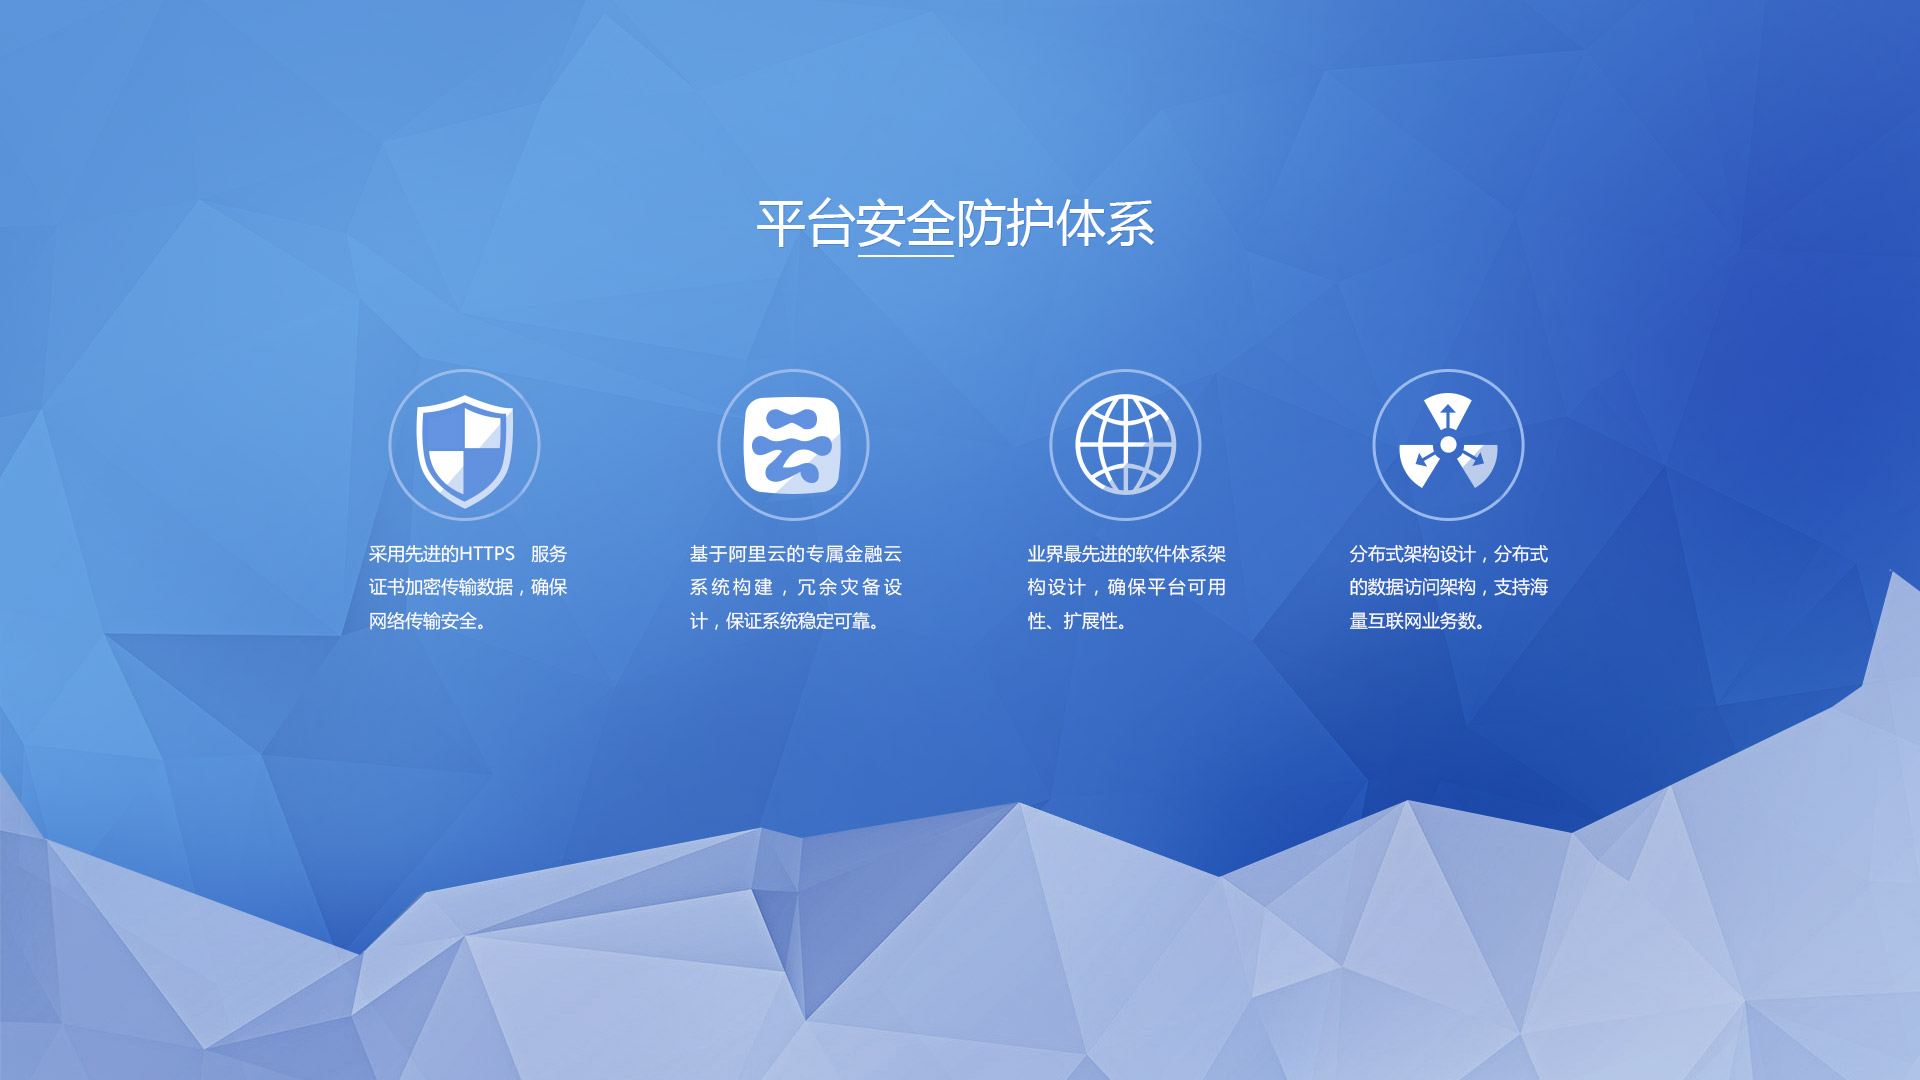 平台安全防护体系
采用先进的HTTPS 服务
证书加密传输数据，确保
网络传输安全。
基于阿里云的专属金融云
系统构建，冗余灾备设
计，保证系统稳定可靠。
业界最先进的软件体系架
构设计，确保平台可用
性、扩展性。
分布式架构设计，分布式
的数据访问架构，支持海
量互联网业务数。